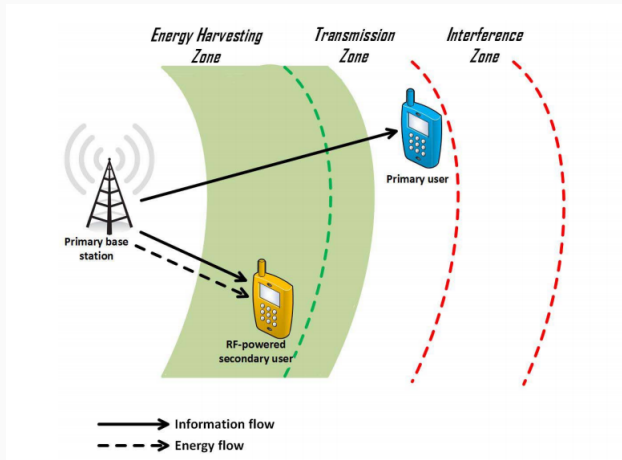 Energy Harvesting
Zone
Transmission
Zone
Interference
Zone
Primary user
Primary base
station
RF-powered
secondary user
Information flow
Energy flow